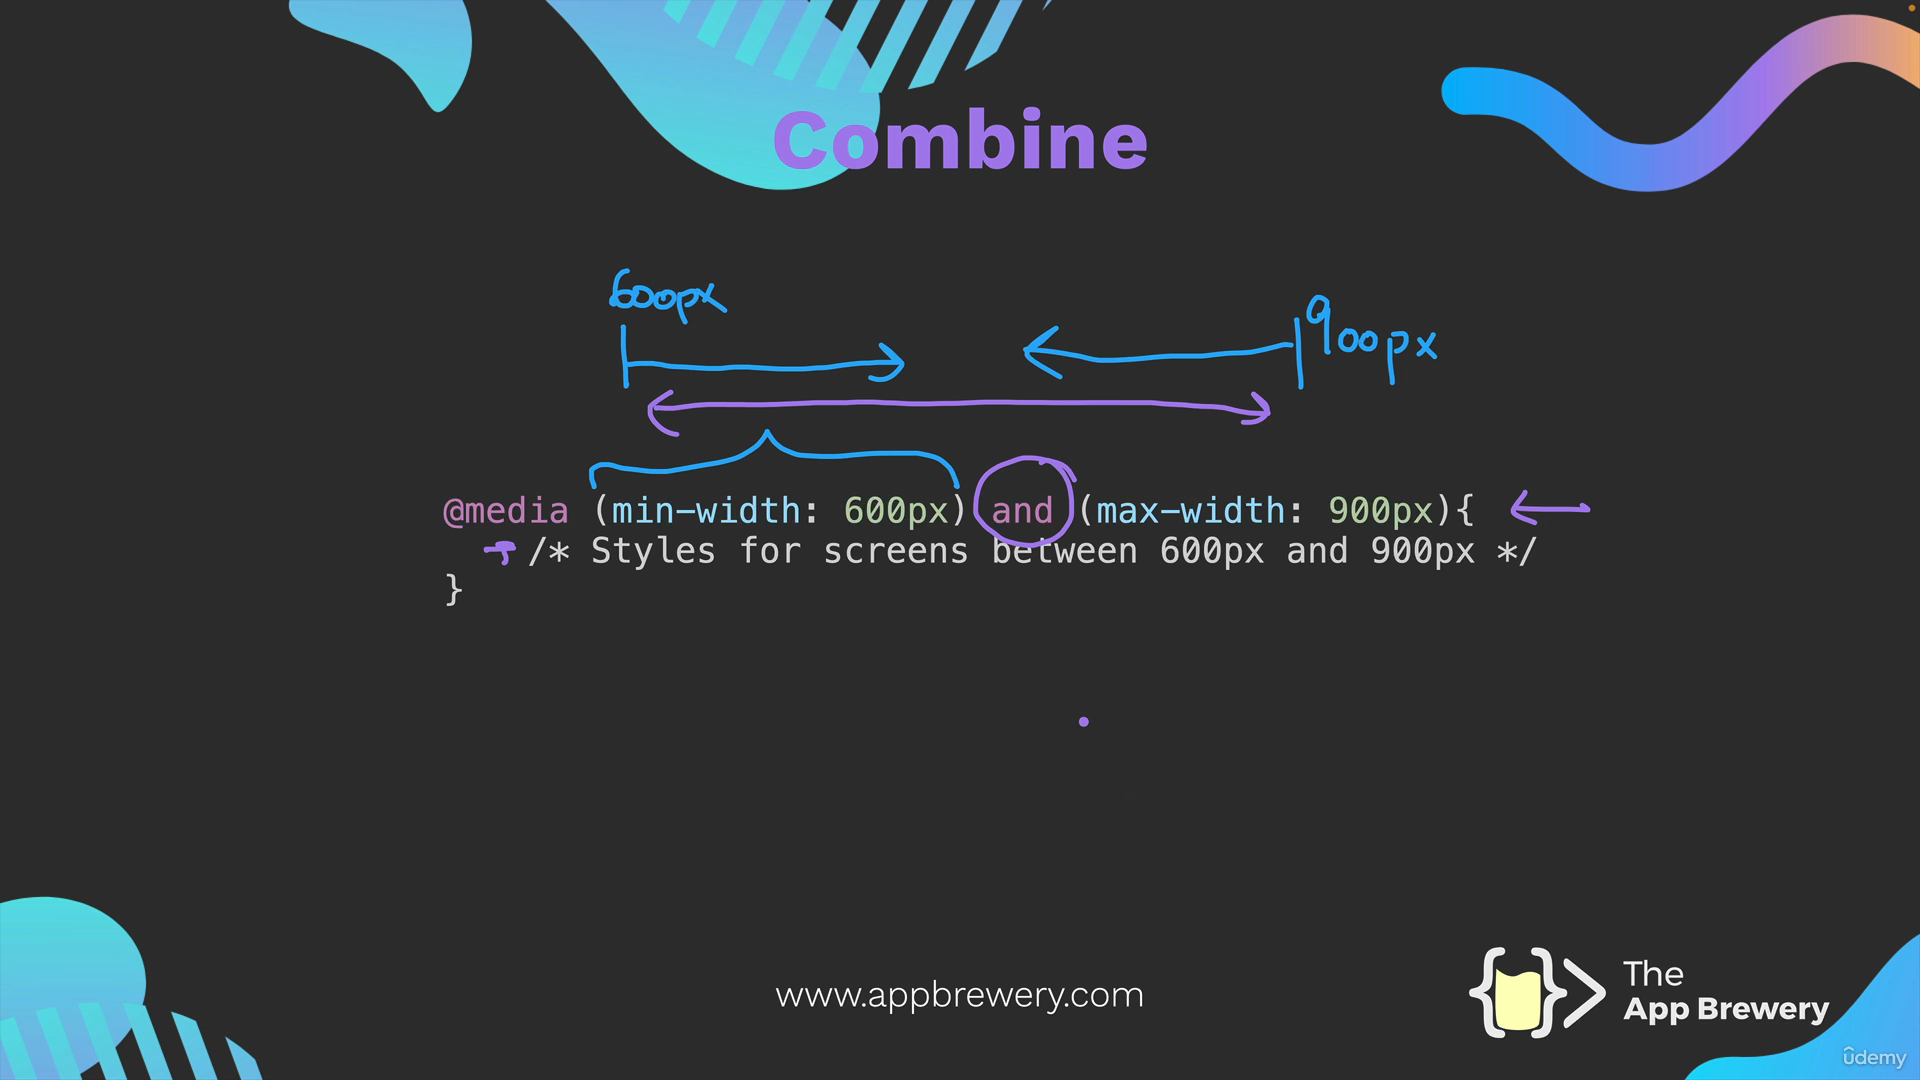 Combine
600px
900px
@media (min-width: 600px) and (max-width: 900px){
/* Styles for screens between 600px and 900px */
}
www.appbrewery.com
The
App Brewery
ûdemy